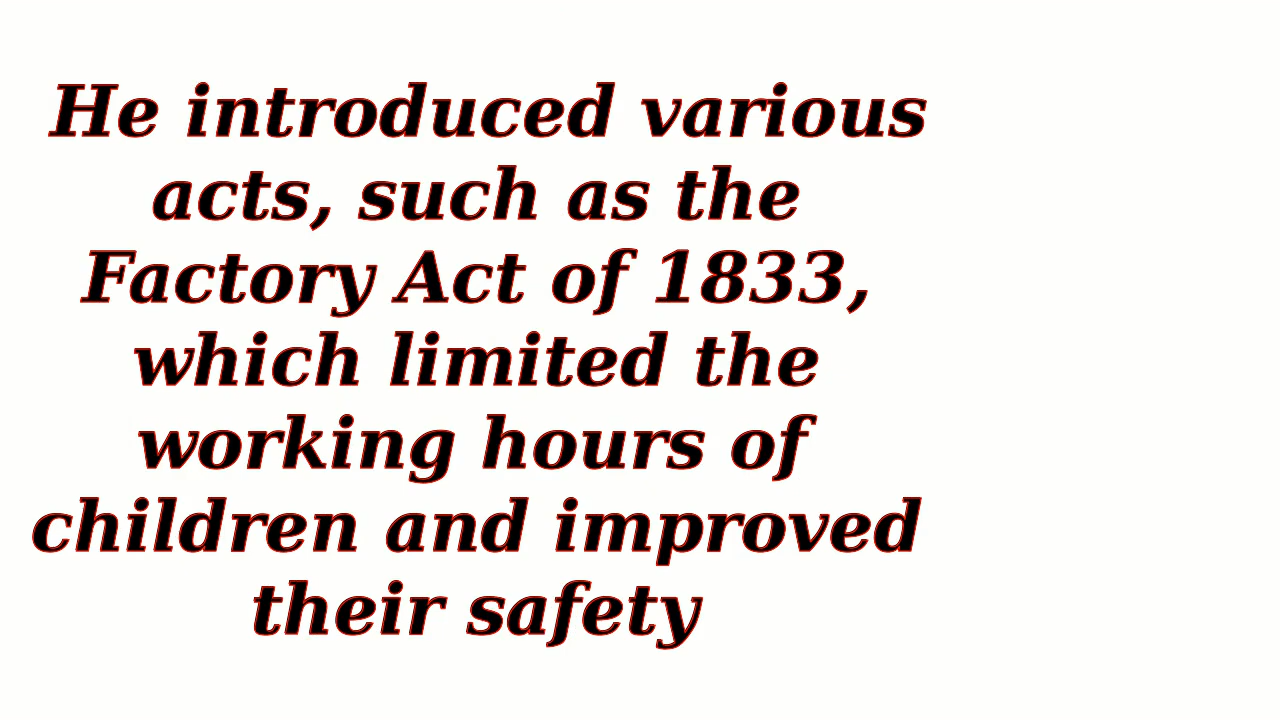 He introduced various
acts, such as the
Factory Act of 1833,
which limited the
working hours of
children and improved
their safety